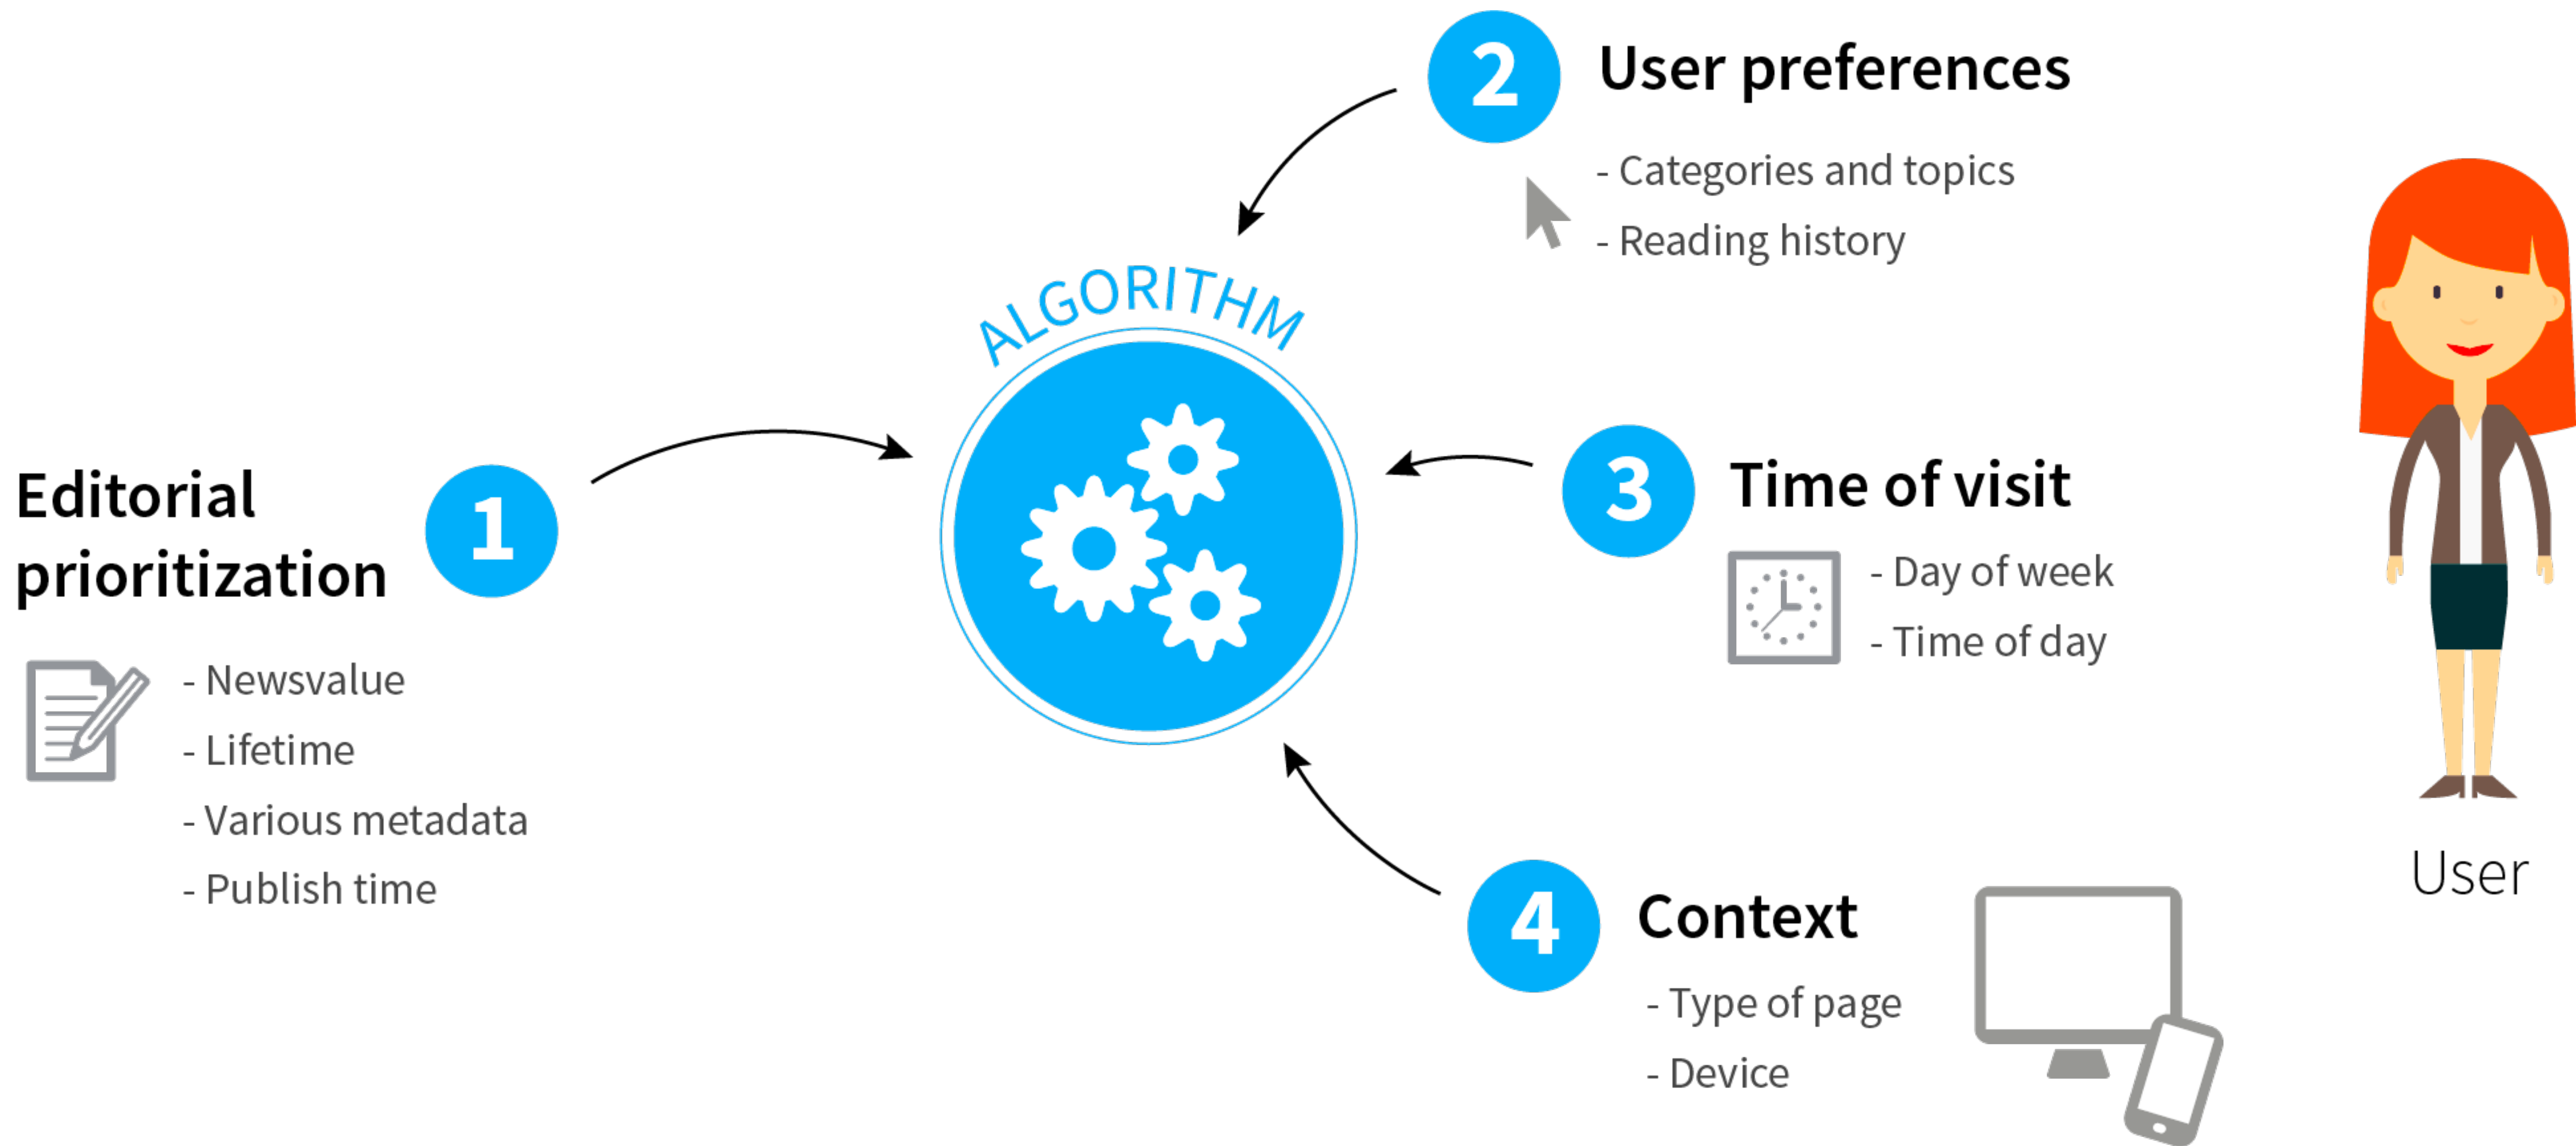 Editorial
prioritization
1
- Newsvalue
- Lifetime
- Various metadata
- Publish time
ALGORITHM
2
User preferences
- Categories and topics
- Reading history
3
Time of visit
- Day of week
- Time of day
4
Context
- Type of page
- Device
User